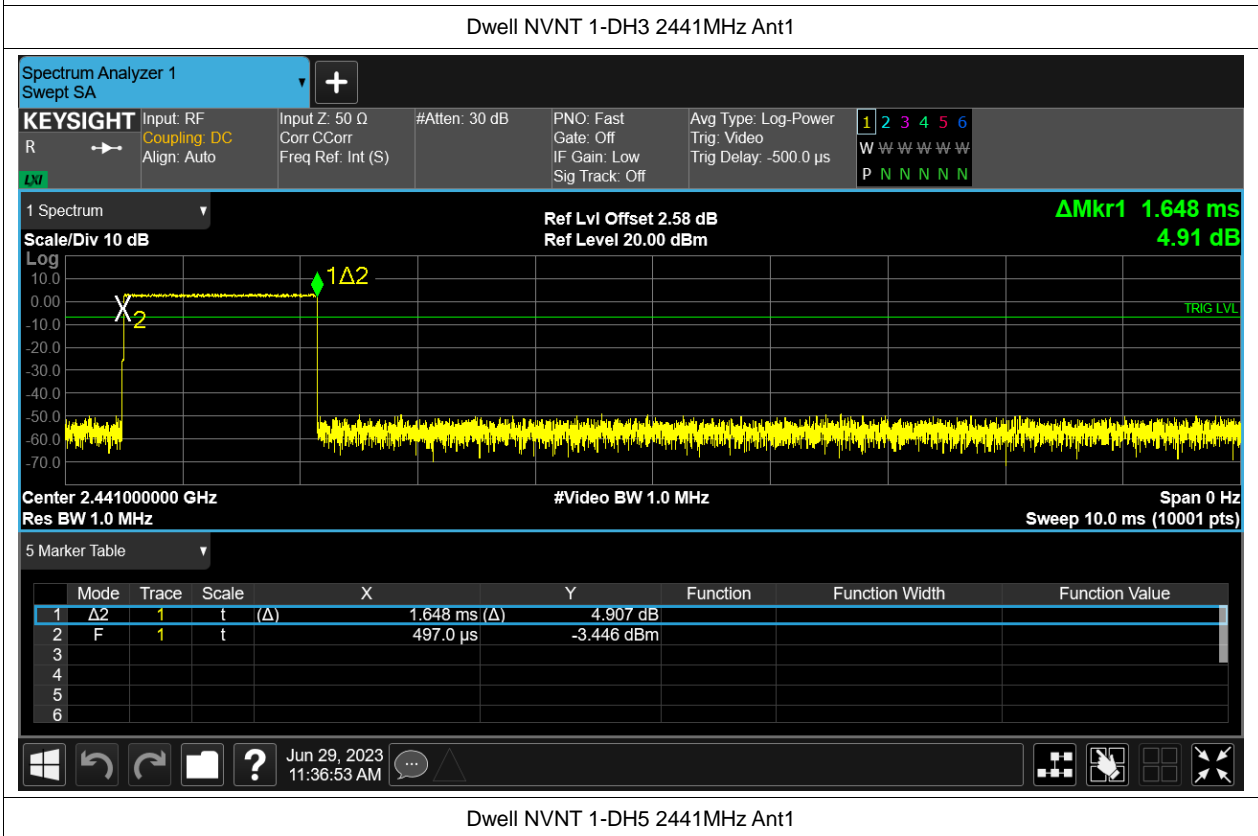 Dwell NVNT 1-DH3 2441MHz Ant1
Spectrum Analyzer 1
Swept SA
KEYSIGHT
R
LXI
Input: RF
Coupling: DC
Align: Auto
Input Z: 50 Ω
Corr CCorr
Freq Ref: Int (S)
#Atten: 30 dB
PNO: Fast
Gate: Off
IF Gain: Low
Sig Track: Off
Avg Type: Log-Power
Trig: Video
Trig Delay: -500.0 µs
1 2 3 4 5 6
W W W W W W
P N N N N N
1 Spectrum
Scale/Div 10 dB
Ref Lvl Offset 2.58 dB
Ref Level 20.00 dBm
ΔMkr1 1.648 ms
4.91 dB
Log
10.0
0.00
-10.0
-20.0
-30.0
-40.0
-50.0
-60.0
-70.0
1Δ2
X2
TRIG LVL
Center 2.441000000 GHz
#Video BW 1.0 MHz
Span 0 Hz
Res BW 1.0 MHz
Sweep 10.0 ms (10001 pts)
5 Marker Table
Mode Trace Scale X Y Function Function Width Function Value
1 Δ2 1 t (Δ) 1.648 ms (Δ) 4.907 dB
2 F 1 t 497.0 µs -3.446 dBm
3
4
5
6
?
Jun 29, 2023
11:36:53 AM
Dwell NVNT 1-DH5 2441MHz Ant1